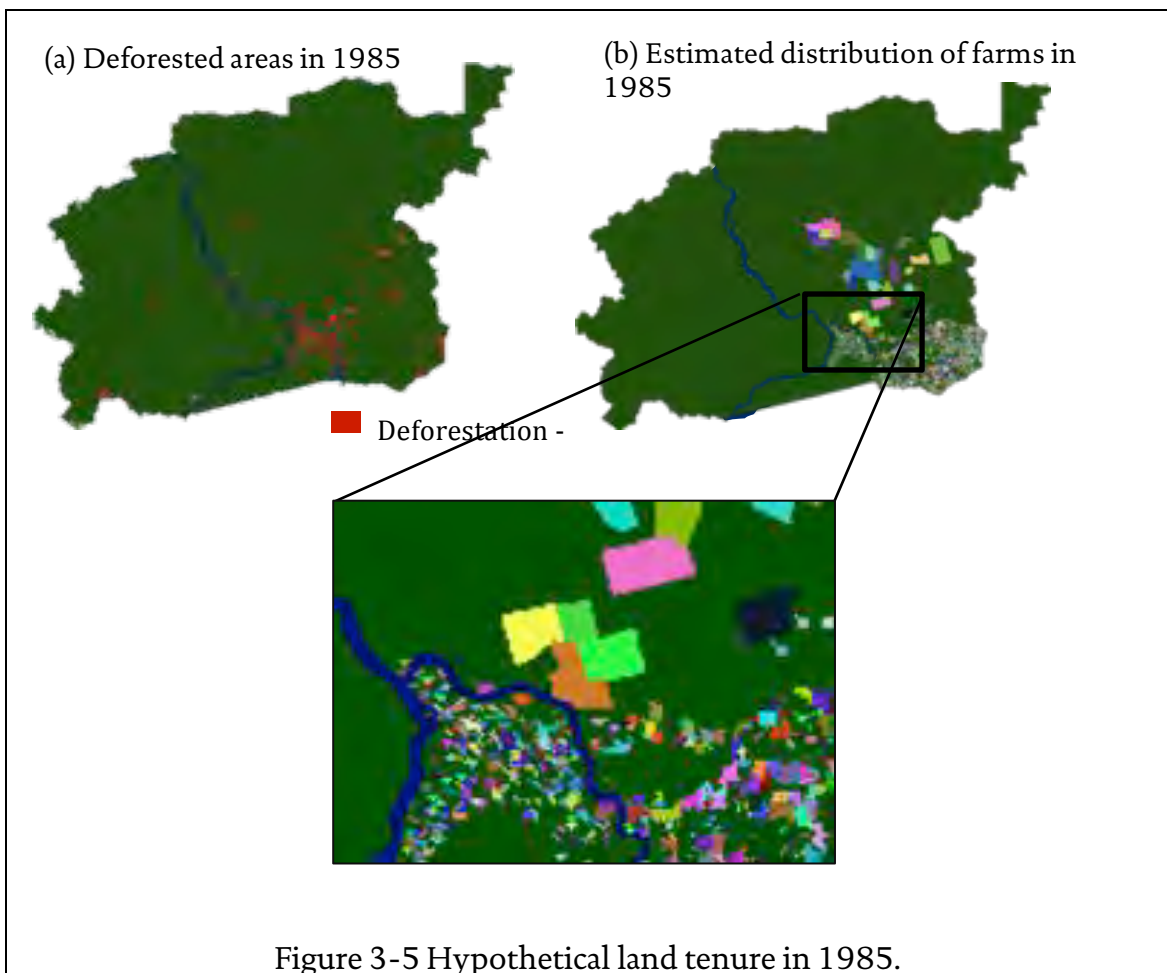 (a) Deforested areas in 1985
(b) Estimated distribution of farms in
1985
Deforestation -
Figure 3-5 Hypothetical land tenure in 1985.